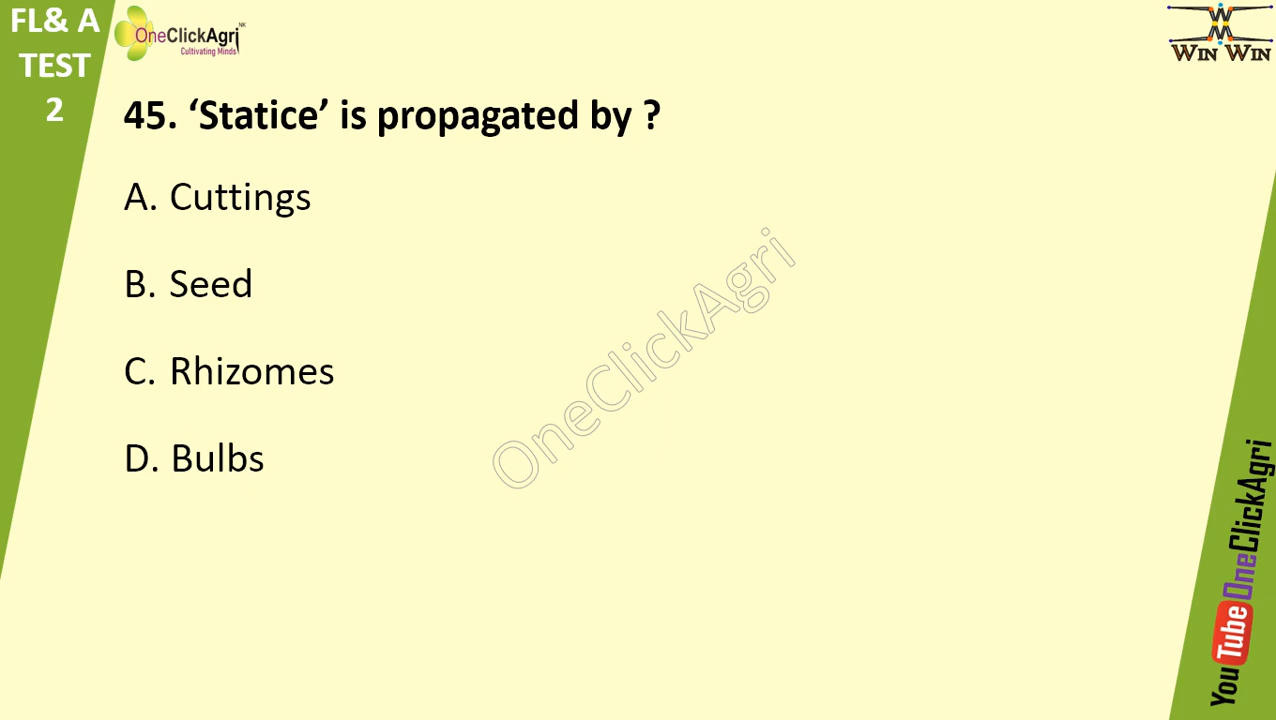 FL& A
TEST
2
OneClickAgri NK
Cultivating Minds
WIN WIN
45. ‘Statice’ is propagated by ?
A. Cuttings
B. Seed
C. Rhizomes
D. Bulbs
OneClickAgri
YouTube OneClickAgri